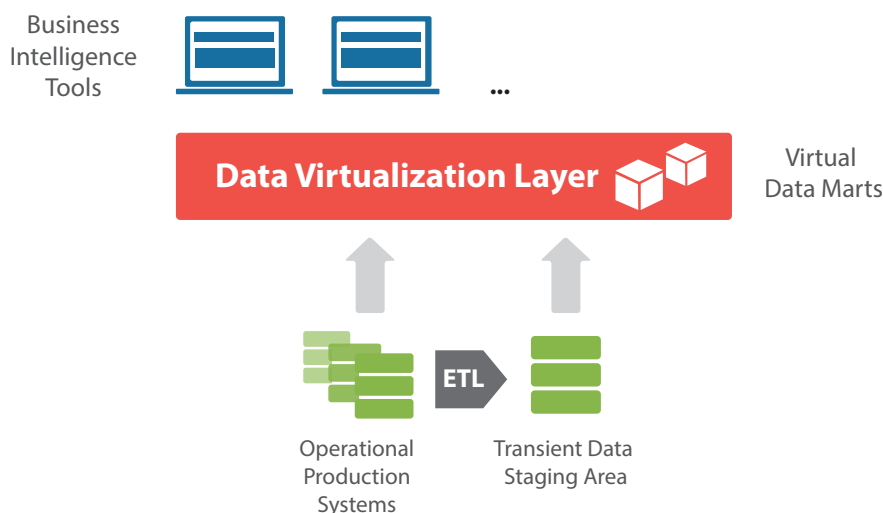 Business
Intelligence
Tools
...
Data Virtualization Layer
Virtual
Data Marts
ETL
Operational
Production
Systems
Transient Data
Staging Area